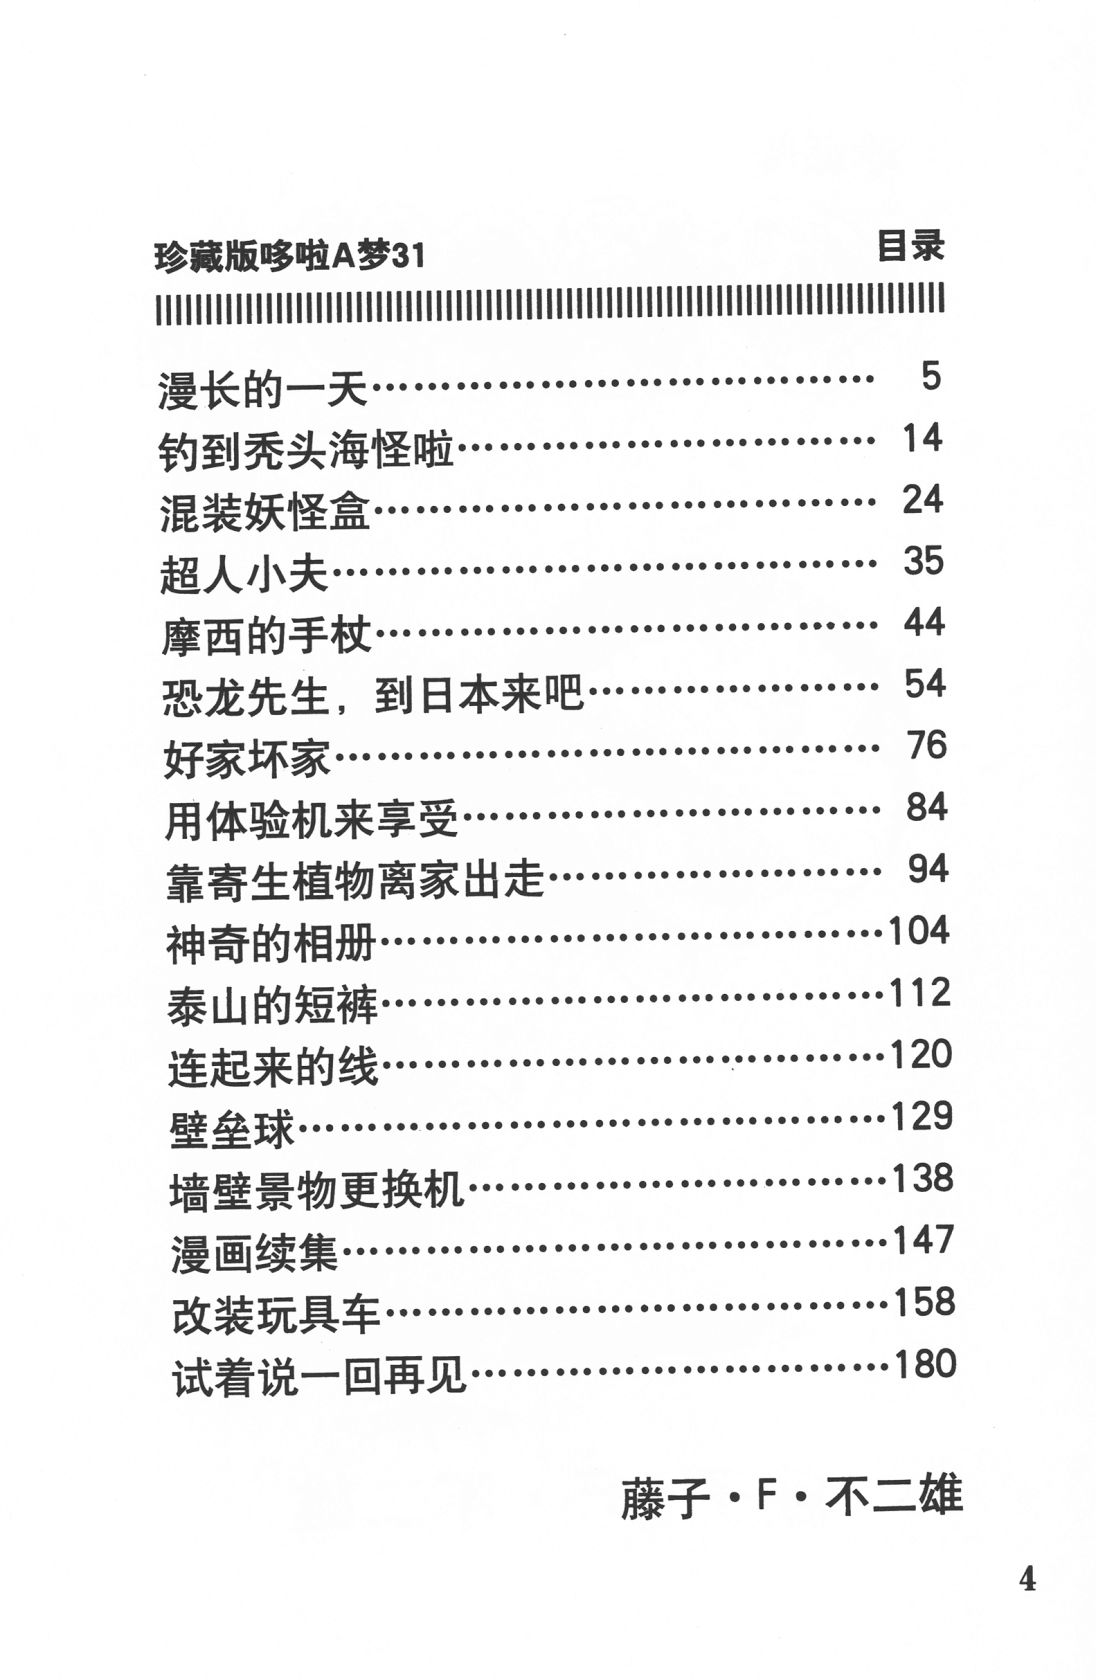 珍藏版哆啦A梦31 目录
漫长的一天…………………………………… 5
钓到秃头海怪啦…………………………… 14
混装妖怪盒………………………………… 24
超人小夫…………………………………… 35
摩西的手杖………………………………… 44
恐龙先生，到日本来吧…………………… 54
好家坏家…………………………………… 76
用体验机来享受…………………………… 84
靠寄生植物离家出走……………………… 94
神奇的相册…………………………………104
泰山的短裤…………………………………112
连起来的线…………………………………120
壁垒球………………………………………129
墙壁景物更换机……………………………138
漫画续集……………………………………147
改装玩具车…………………………………158
试着说一回再见……………………………180
藤子·F·不二雄
4